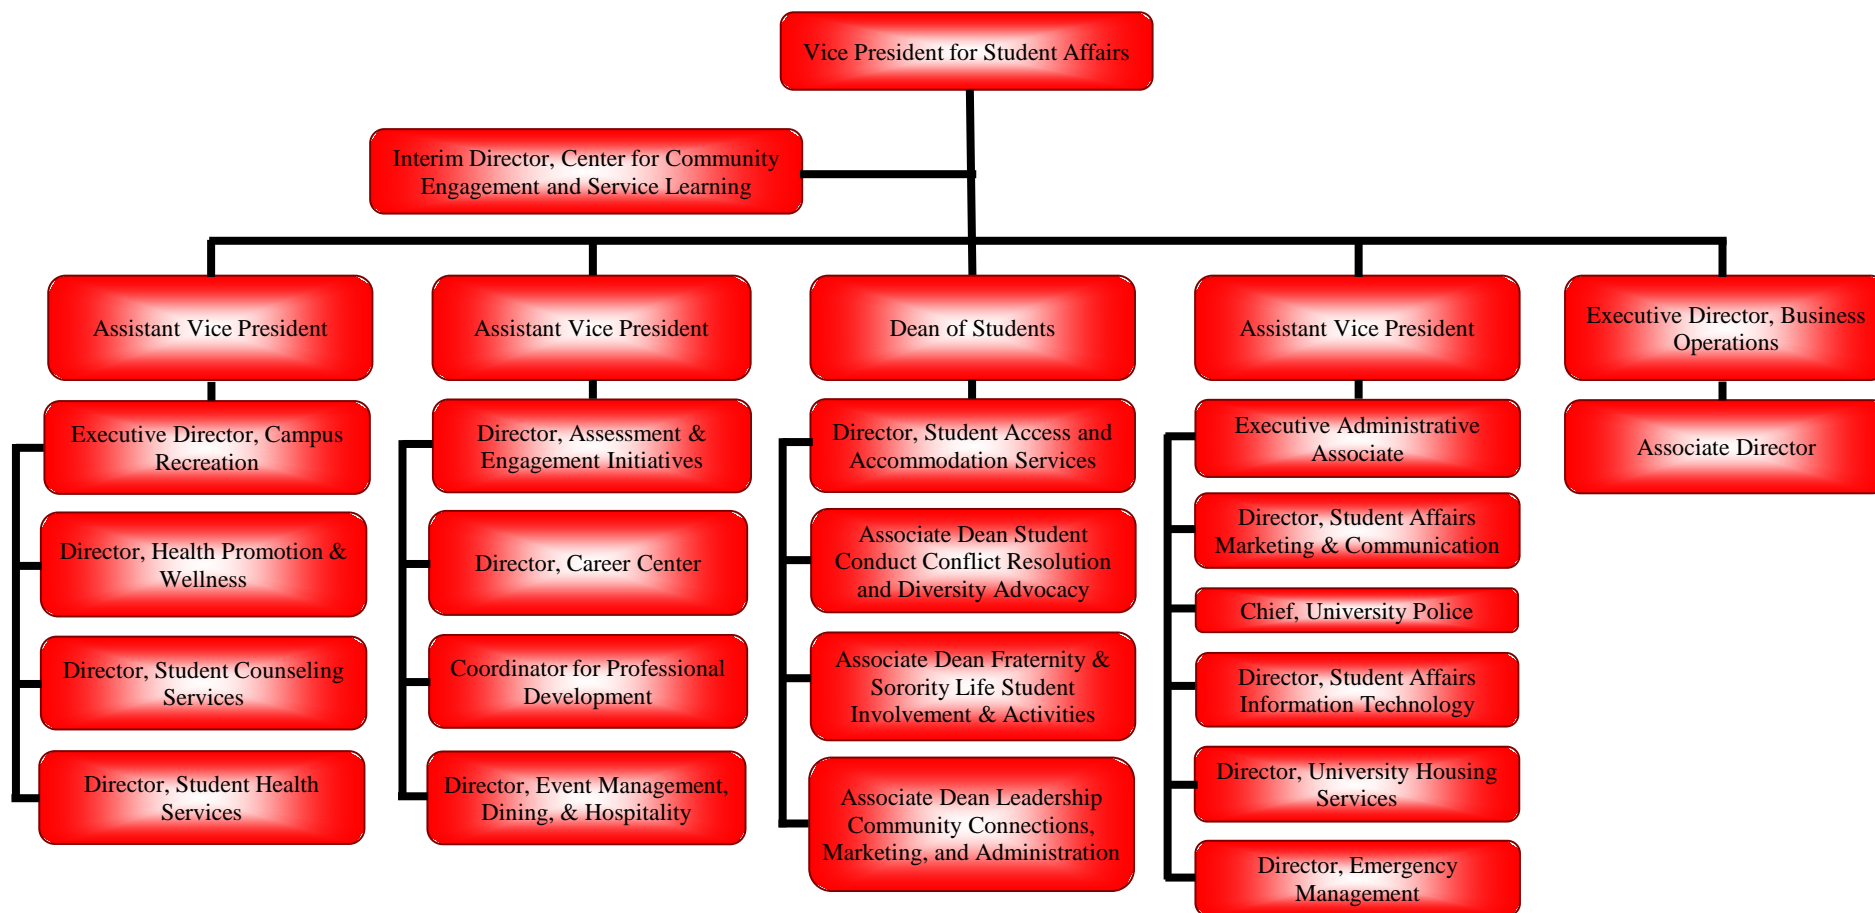 Vice President for Student Affairs
Interim Director, Center for Community
Engagement and Service Learning
Assistant Vice President
Assistant Vice President
Dean of Students
Assistant Vice President
Executive Director, Business
Operations
Executive Director, Campus
Recreation
Director, Health Promotion &
Wellness
Director, Student Counseling
Services
Director, Student Health
Services
Director, Assessment &
Engagement Initiatives
Director, Career Center
Coordinator for Professional
Development
Director, Event Management,
Dining, & Hospitality
Director, Student Access and
Accommodation Services
Associate Dean Student
Conduct Conflict Resolution
and Diversity Advocacy
Associate Dean Fraternity &
Sorority Life Student
Involvement & Activities
Associate Dean Leadership
Community Connections,
Marketing, and Administration
Executive Administrative
Associate
Director, Student Affairs
Marketing & Communication
Chief, University Police
Director, Student Affairs
Information Technology
Director, University Housing
Services
Director, Emergency
Management
Associate Director